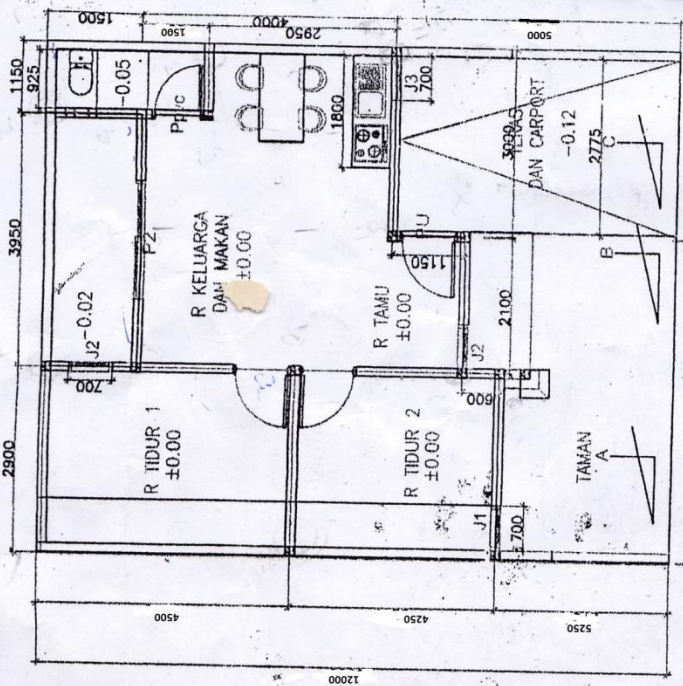 1150
925
3950
2900
1500
1500
4000
2950
5000
-0.05
P2
-0.02
J2
700
R KELUARGA
DAN MAKAN
±0.00
1800
J3
700
3000
TERAS
DAN CARPORT
-0.12
2775
1150
R TAMU
±0.00
J2
600
2100
R TIDUR 1
±0.00
R TIDUR 2
±0.00
J1
700
TAMAN
A
B
C
4500
4250
5250
12000